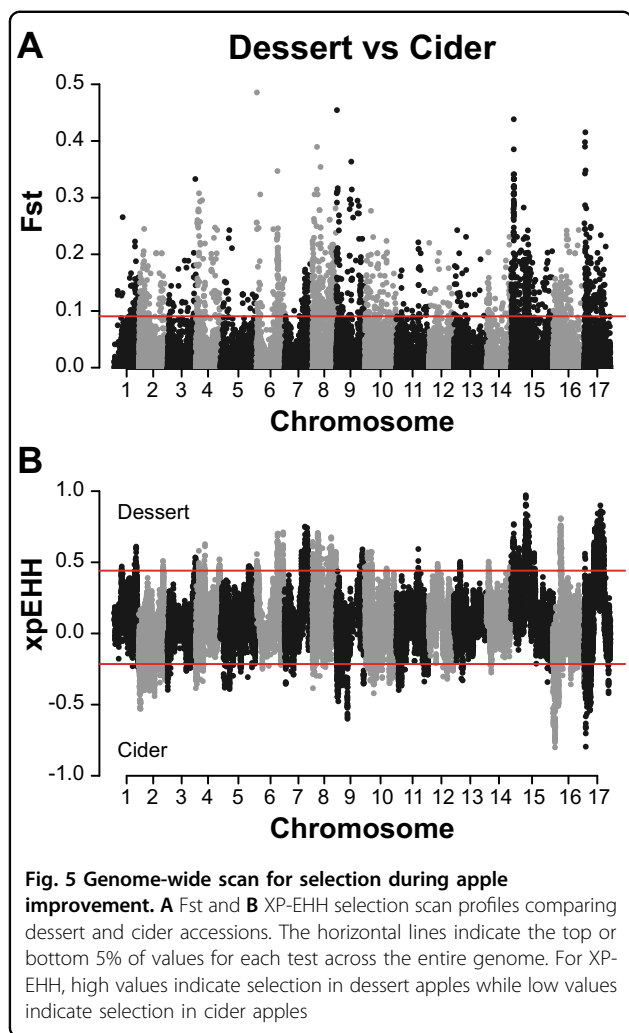 A
Dessert vs Cider
Fst
0.5
0.4
0.3
0.2
0.1
0.0
1 2 3 4 5 6 7 8 9 10 11 12 13 14 15 16 17
Chromosome
B
xpEHH
1.0
0.5
0.0
-0.5
-1.0
Dessert
Cider
1 2 3 4 5 6 7 8 9 10 11 12 13 14 15 16 17
Chromosome
Fig. 5 Genome-wide scan for selection during apple
improvement. A Fst and B XP-EHH selection scan profiles comparing
dessert and cider accessions. The horizontal lines indicate the top or
bottom 5% of values for each test across the entire genome. For XP-
EHH, high values indicate selection in dessert apples while low values
indicate selection in cider apples